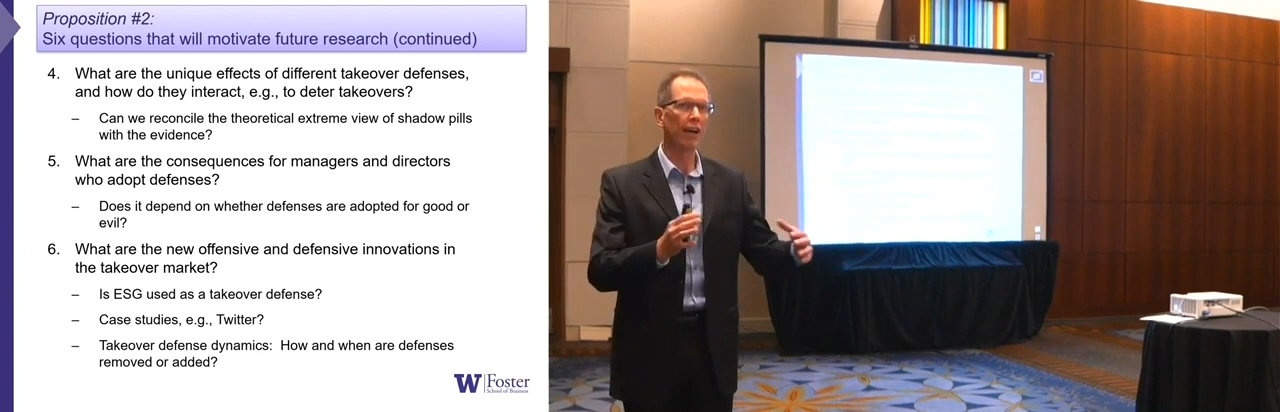 Proposition #2:
Six questions that will motivate future research (continued)
4. What are the unique effects of different takeover defenses,
and how do they interact, e.g., to deter takeovers?
– Can we reconcile the theoretical extreme view of shadow pills
with the evidence?
5. What are the consequences for managers and directors
who adopt defenses?
– Does it depend on whether defenses are adopted for good or
evil?
6. What are the new offensive and defensive innovations in
the takeover market?
– Is ESG used as a takeover defense?
– Case studies, e.g., Twitter?
– Takeover defense dynamics: How and when are defenses
removed or added?
W Foster
School of Business